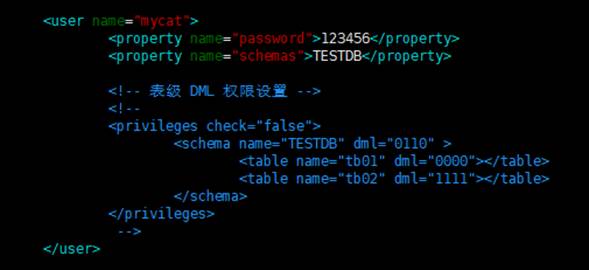 <user name="mycat">
<property name="password">123456</property>
<property name="schemas">TESTDB</property>
<!-- 表级 DML 权限设置 -->
<!--
<privileges check="false">
<schema name="TESTDB" dml="0110" >
<table name="tb01" dml="0000"></table>
<table name="tb02" dml="1111"></table>
</schema>
</privileges>
-->
</user>